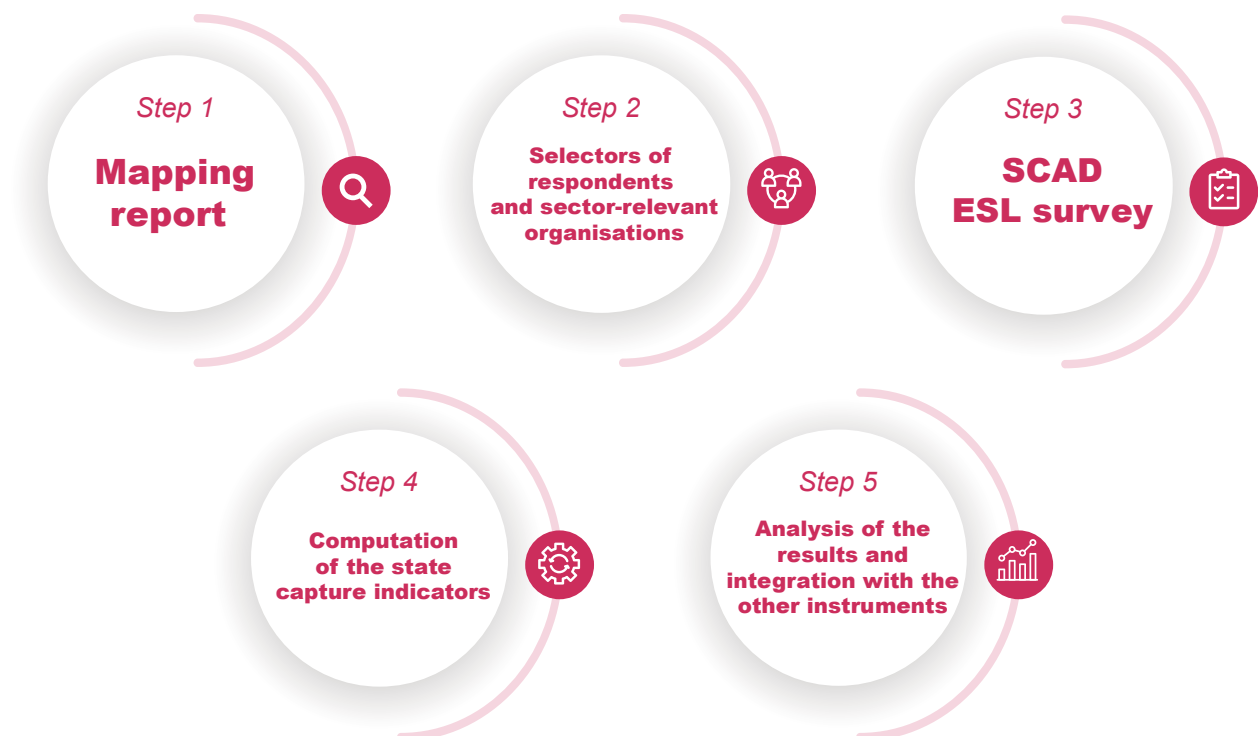 Step 1
Mapping
report
Step 2
Selectors of
respondents
and sector-relevant
organisations
Step 3
SCAD
ESL survey
Step 4
Computation
of the state
capture indicators
Step 5
Analysis of the
results and
integration with the
other instruments